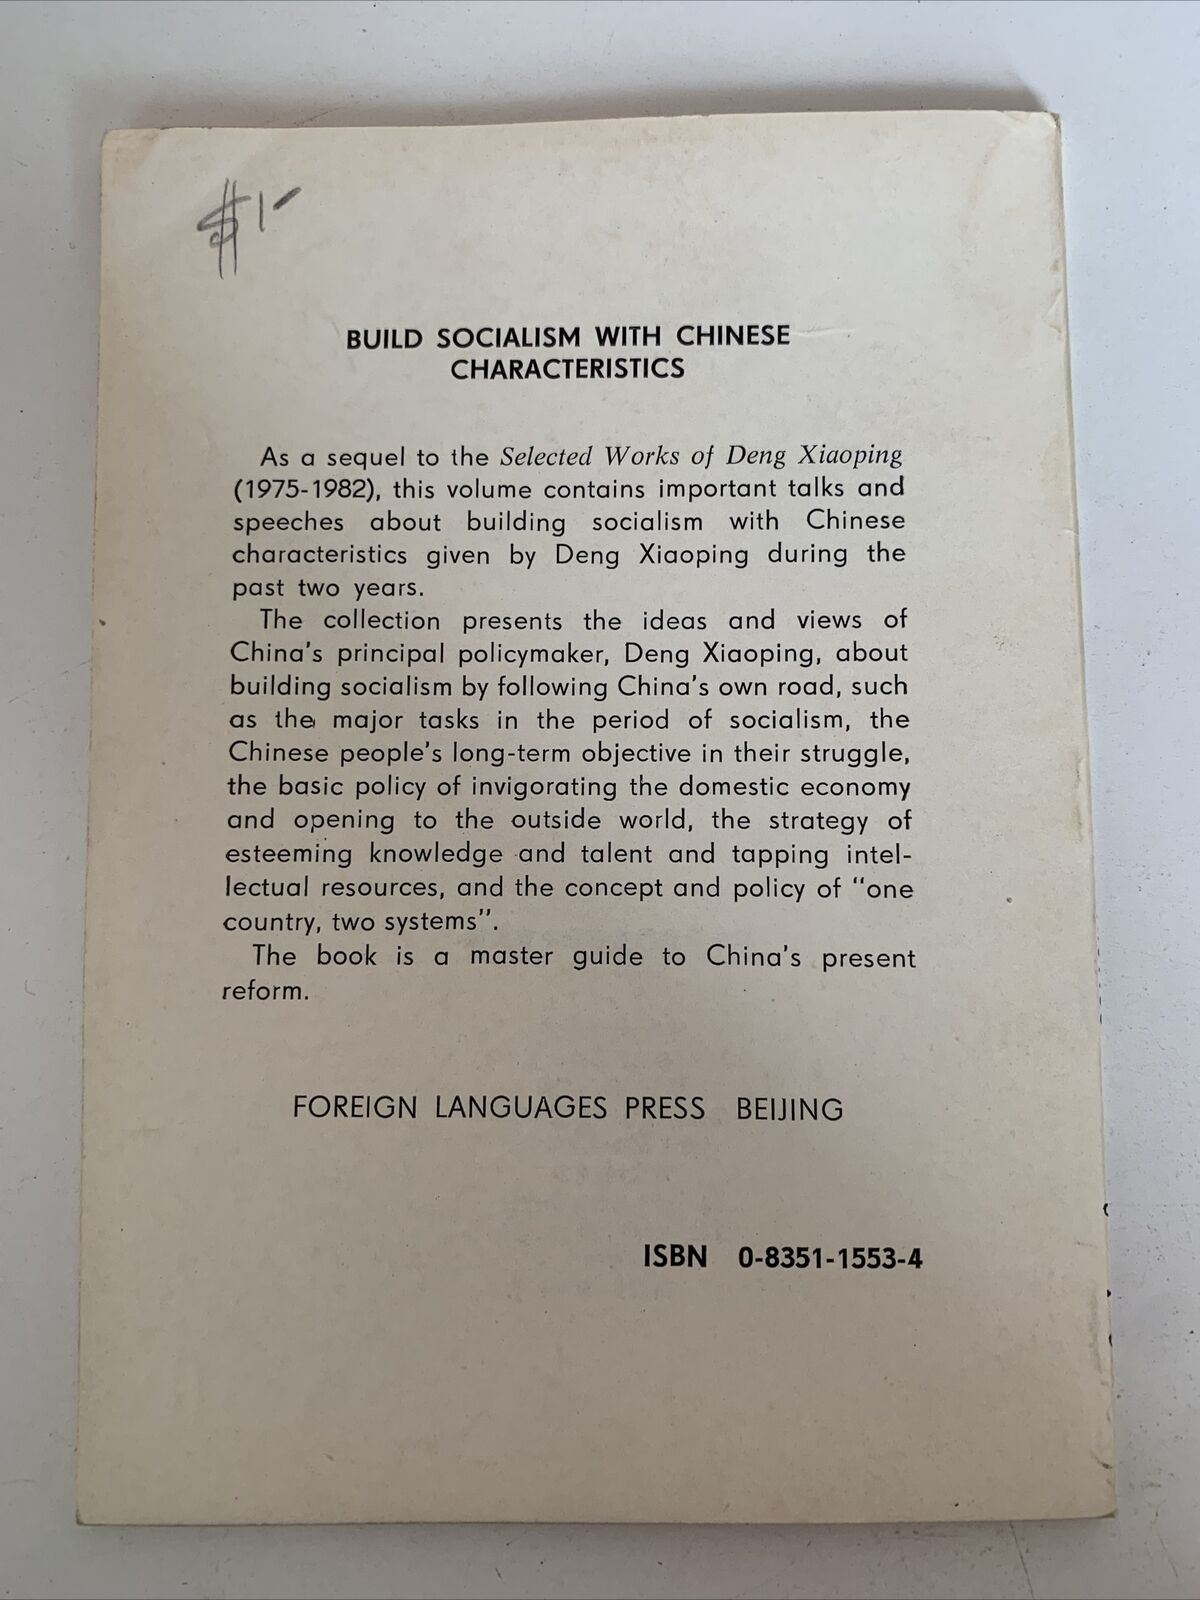 $1-
BUILD SOCIALISM WITH CHINESE
CHARACTERISTICS
As a sequel to the Selected Works of Deng Xiaoping
(1975-1982), this volume contains important talks and
speeches about building socialism with Chinese
characteristics given by Deng Xiaoping during the
past two years.
The collection presents the ideas and views of
China's principal policymaker, Deng Xiaoping, about
building socialism by following China's own road, such
as the major tasks in the period of socialism, the
Chinese people's long-term objective in their struggle,
the basic policy of invigorating the domestic economy
and opening to the outside world, the strategy of
esteeming knowledge and talent and tapping intel-
lectual resources, and the concept and policy of "one
country, two systems".
The book is a master guide to China's present
reform.
FOREIGN LANGUAGES PRESS BEIJING
ISBN 0-8351-1553-4